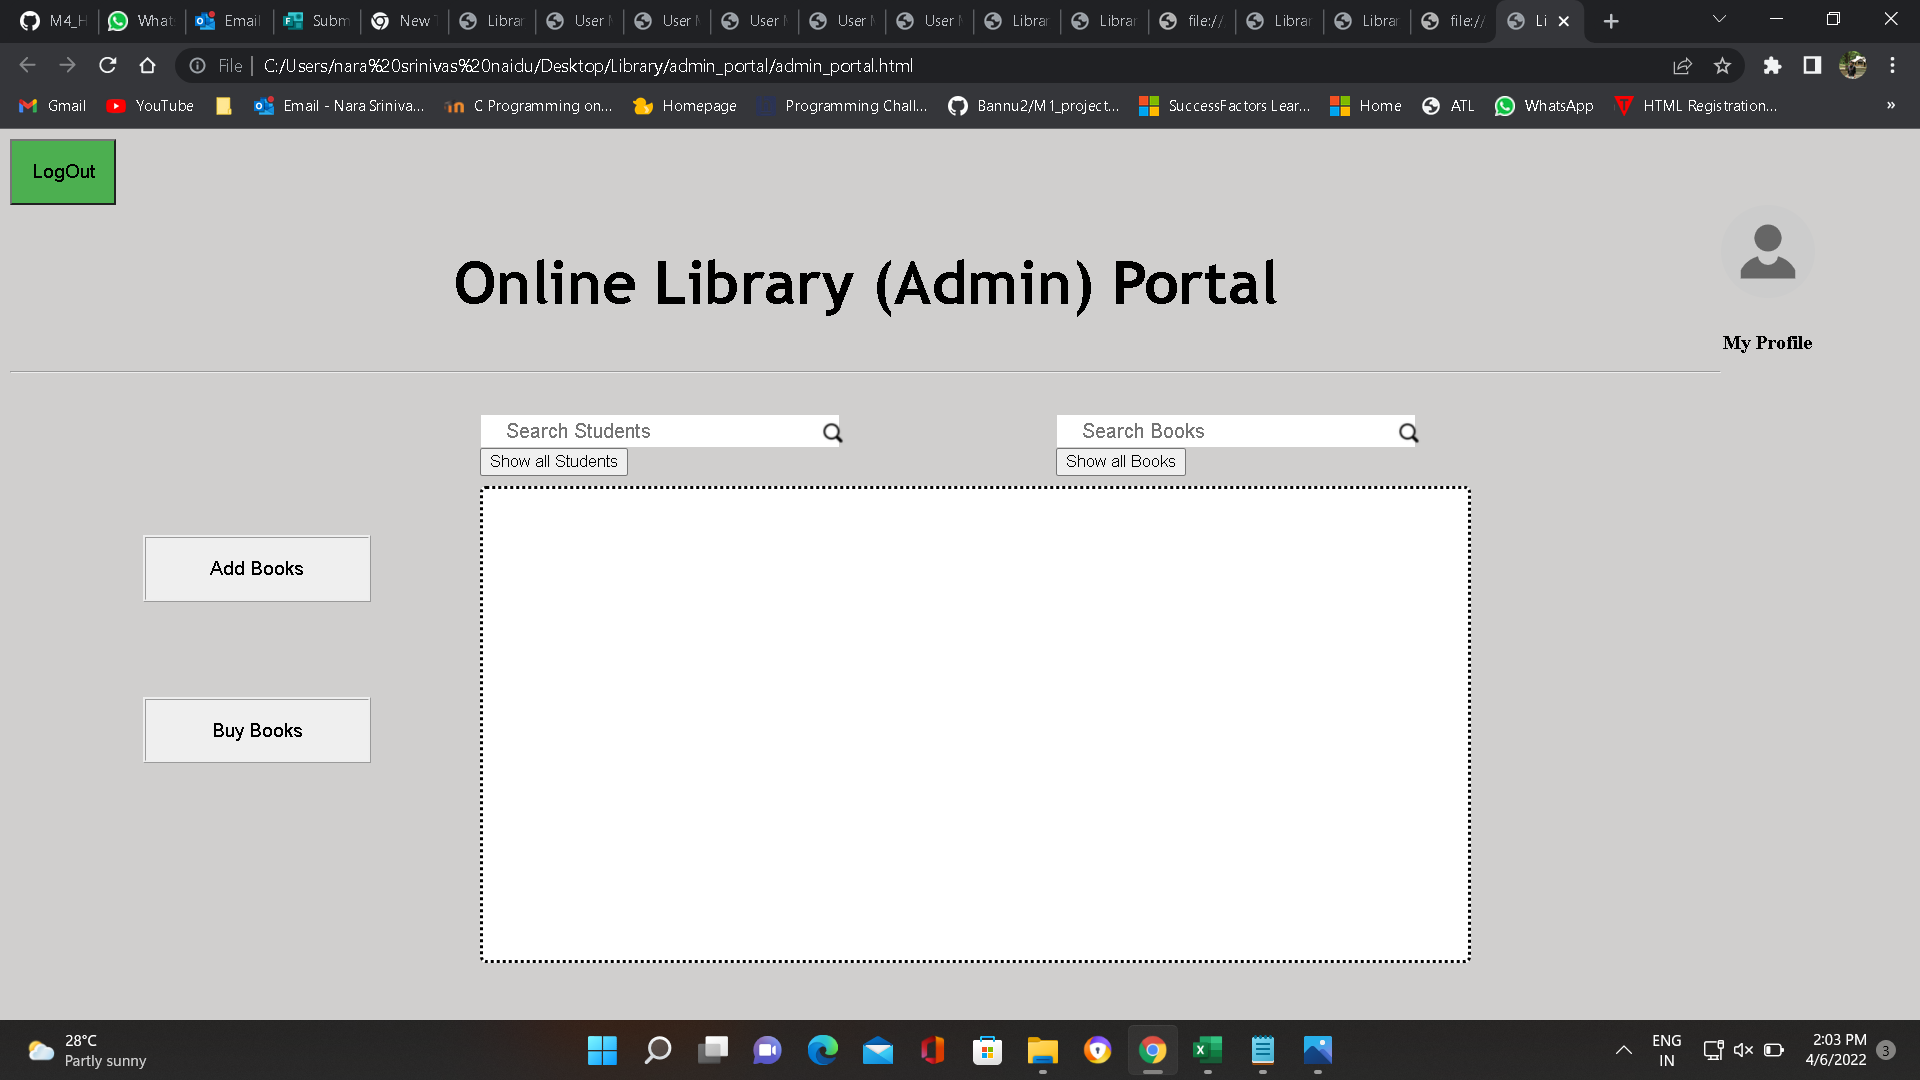 M4_H
What
Email
Subm
New T
Librar
User M
User M
User M
User M
User M
Librar
Librar
file://
Librar
Librar
file://
Li
File
C:/Users/nara%20srinivas%20naidu/Desktop/Library/admin_portal/admin_portal.html
Gmail
YouTube
Email - Nara Sriniva...
C Programming on...
Homepage
Programming Chall...
Bannu2/M1_project...
SuccessFactors Lear...
Home
ATL
WhatsApp
HTML Registration...
»
LogOut
Online Library (Admin) Portal
My Profile
Search Students
Search Books
Show all Students
Show all Books
Add Books
Buy Books
28°C
Partly sunny
ENG
IN
2:03 PM
4/6/2022
3